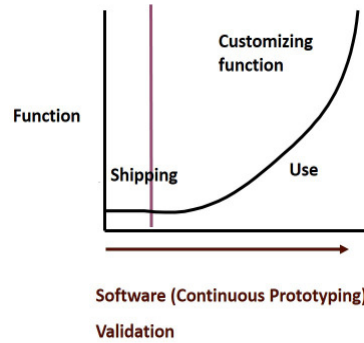 Customizing
function
Function
Shipping
Use
Software (Continuous Prototyping)
Validation